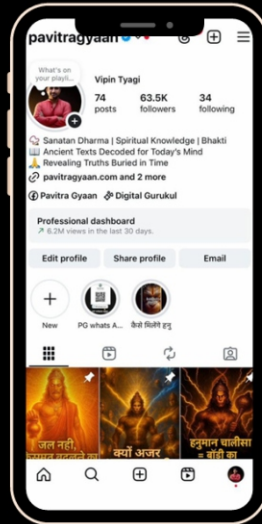 pavitragyaan
What's on
your playli...
Vipin Tyagi
74 63.5K 34
posts followers following
Sanatan Dharma | Spiritual Knowledge | Bhakti
Ancient Texts Decoded for Today's Mind
Revealing Truths Buried in Time
pavitragyaan.com and 2 more
Pavitra Gyaan Digital Gurukul
Professional dashboard
6.2M views in the last 30 days.
Edit profile Share profile Email
New PG whats A... कैसे मिलेंगे हनु
जल नही,
क्यों अजर
हनुमान चालीसा
= बॉडी का